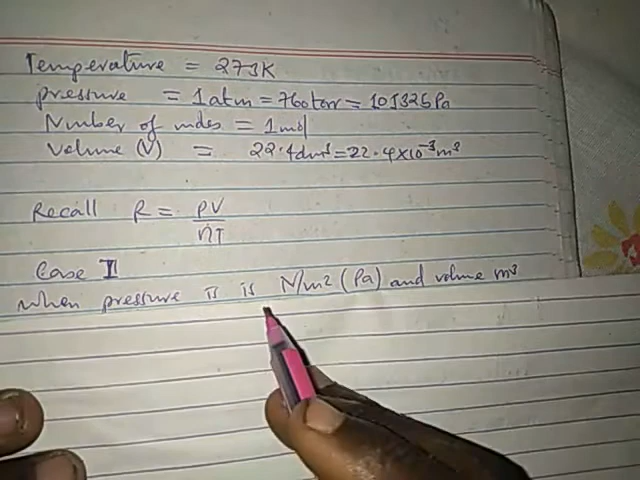 Temperature = 273K
pressure = 1atm = 760torr = 101325Pa
Number of moles = 1mol
Volume (V) = 22.4dm³ = 22.4×10⁻³m³
Recall R = PV
nT
Case II
when pressure is is N/m² (Pa) and volume m³